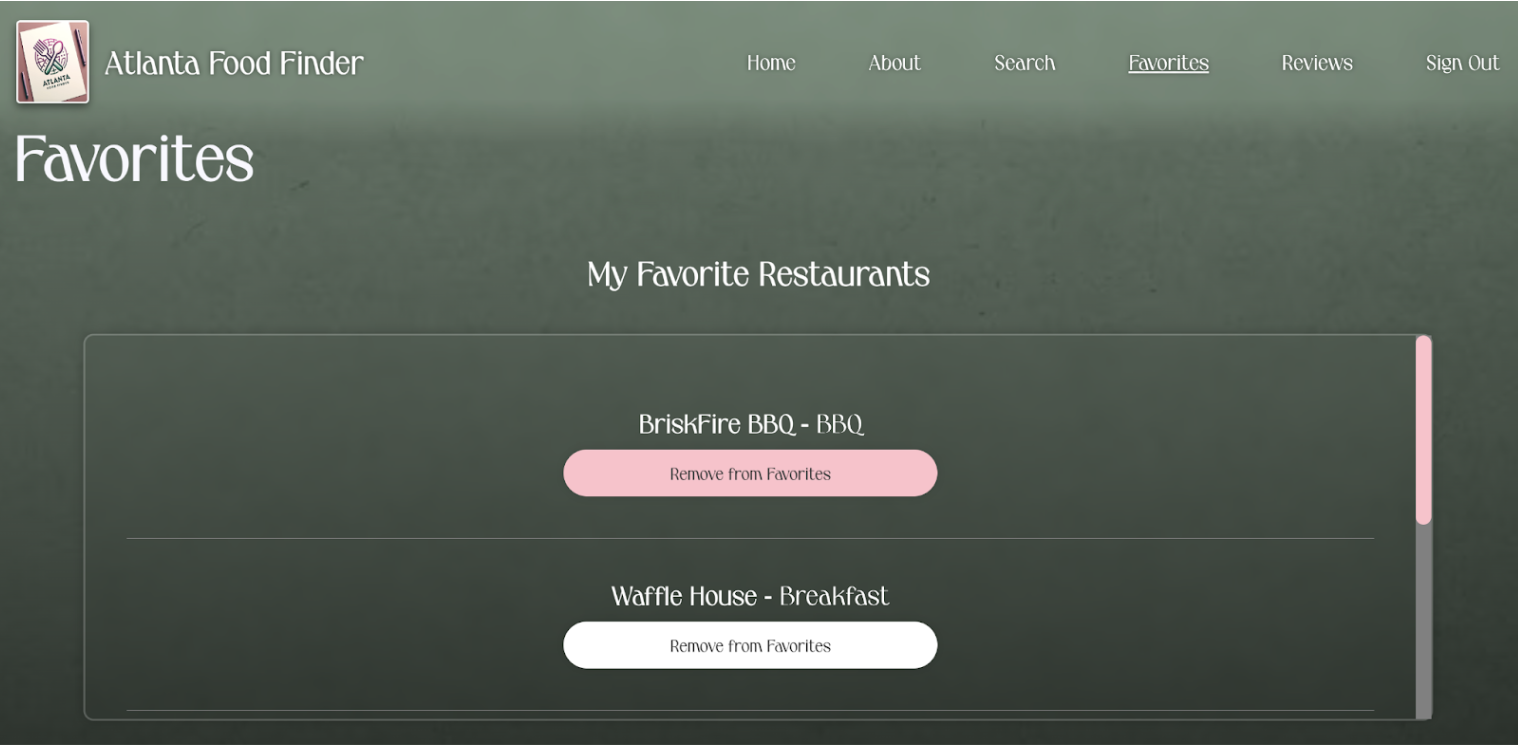 ATLANTA
Atlanta Food Finder
Home
About
Search
Favorites
Reviews
Sign Out
Favorites
My Favorite Restaurants
BriskFire BBQ - BBQ
Remove from Favorites
Waffle House - Breakfast
Remove from Favorites